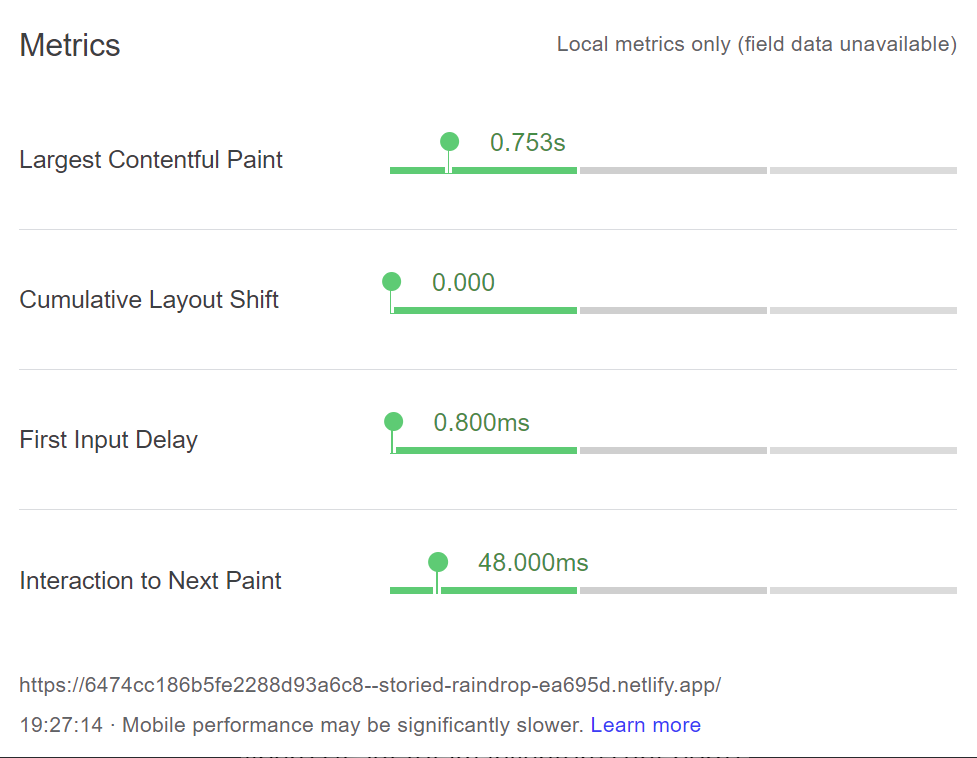 Metrics
Local metrics only (field data unavailable)
Largest Contentful Paint
0.753s
Cumulative Layout Shift
0.000
First Input Delay
0.800ms
Interaction to Next Paint
48.000ms
https://6474cc186b5fe2288d93a6c8--storied-raindrop-ea695d.netlify.app/
19:27:14 · Mobile performance may be significantly slower. Learn more